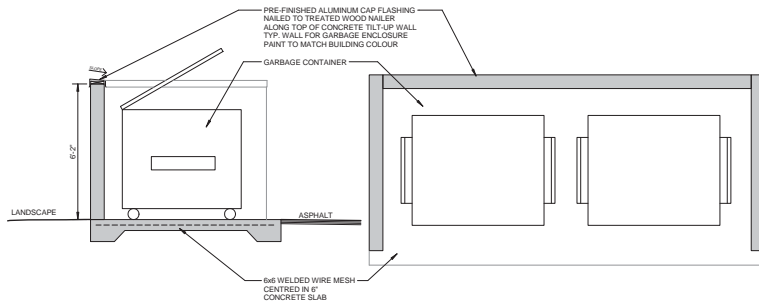 PRE-FINISHED ALUMINUM CAP FLASHING
NAILED TO TREATED WOOD NAILER
ALONG TOP OF CONCRETE TILT-UP WALL
TYP. WALL FOR GARBAGE ENCLOSURE
PAINT TO MATCH BUILDING COLOUR
SLOPE
GARBAGE CONTAINER
6'-2"
LANDSCAPE
ASPHALT
6x6 WELDED WIRE MESH
CENTRED IN 6"
CONCRETE SLAB